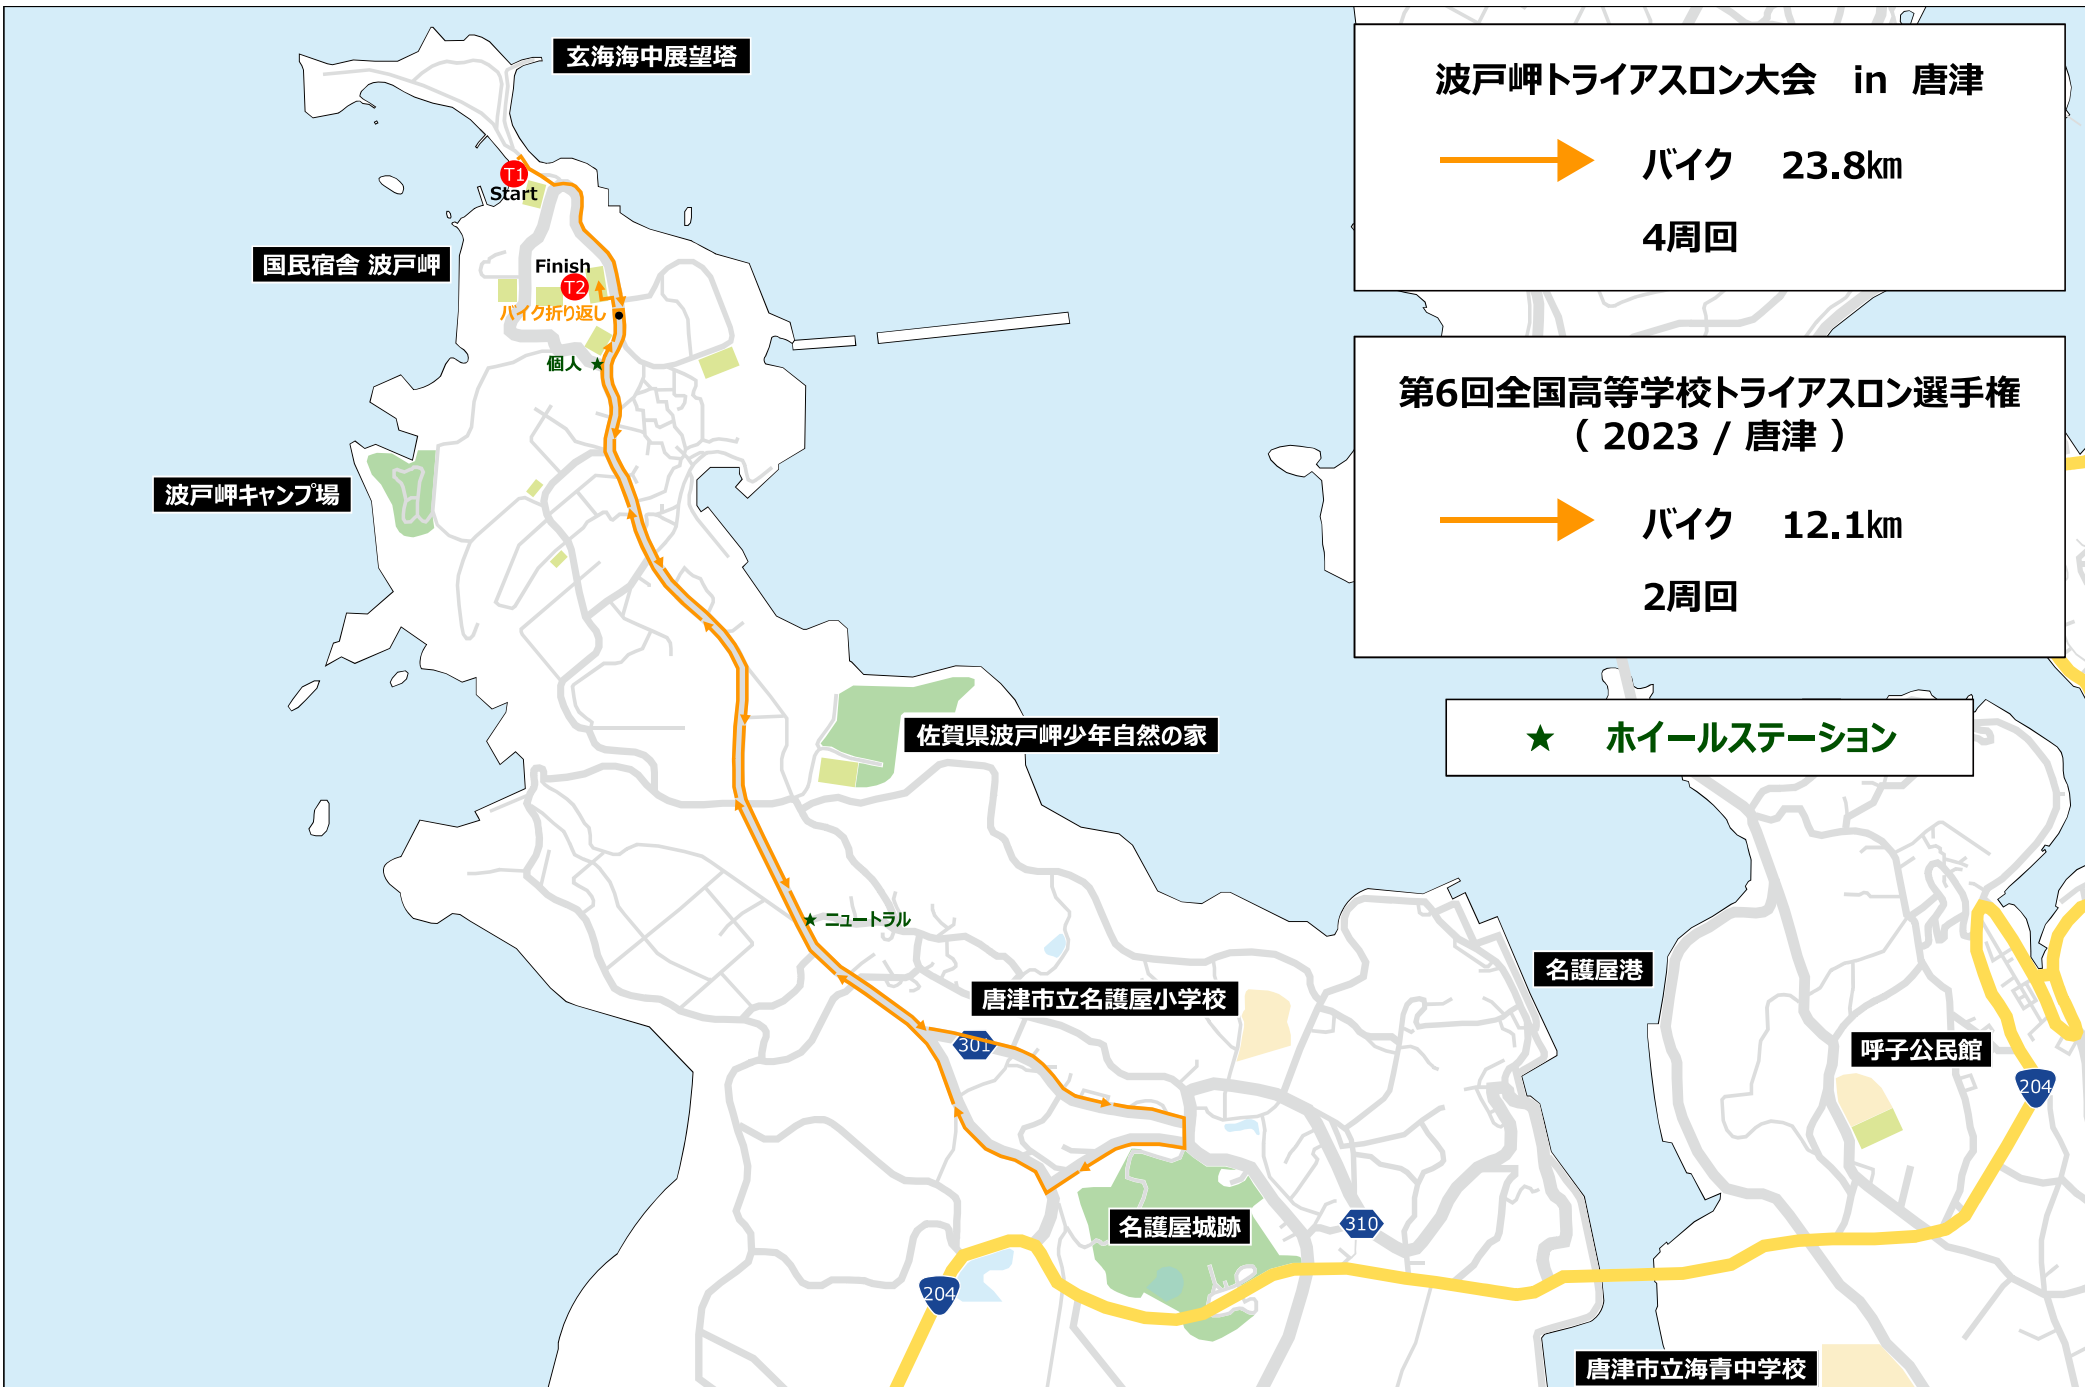 玄海海中展望塔
波戸岬トライアスロン大会 in 唐津
バイク 23.8㎞
4周回
T1
Start
国民宿舎 波戸岬
Finish
T2
バイク折り返し
個人 ★
第6回全国高等学校トライアスロン選手権
（ 2023 / 唐津 ）
バイク 12.1㎞
2周回
波戸岬キャンプ場
佐賀県波戸岬少年自然の家
★ ホイールステーション
★ ニュートラル
名護屋港
唐津市立名護屋小学校
301
呼子公民館
204
名護屋城跡
310
204
唐津市立海青中学校